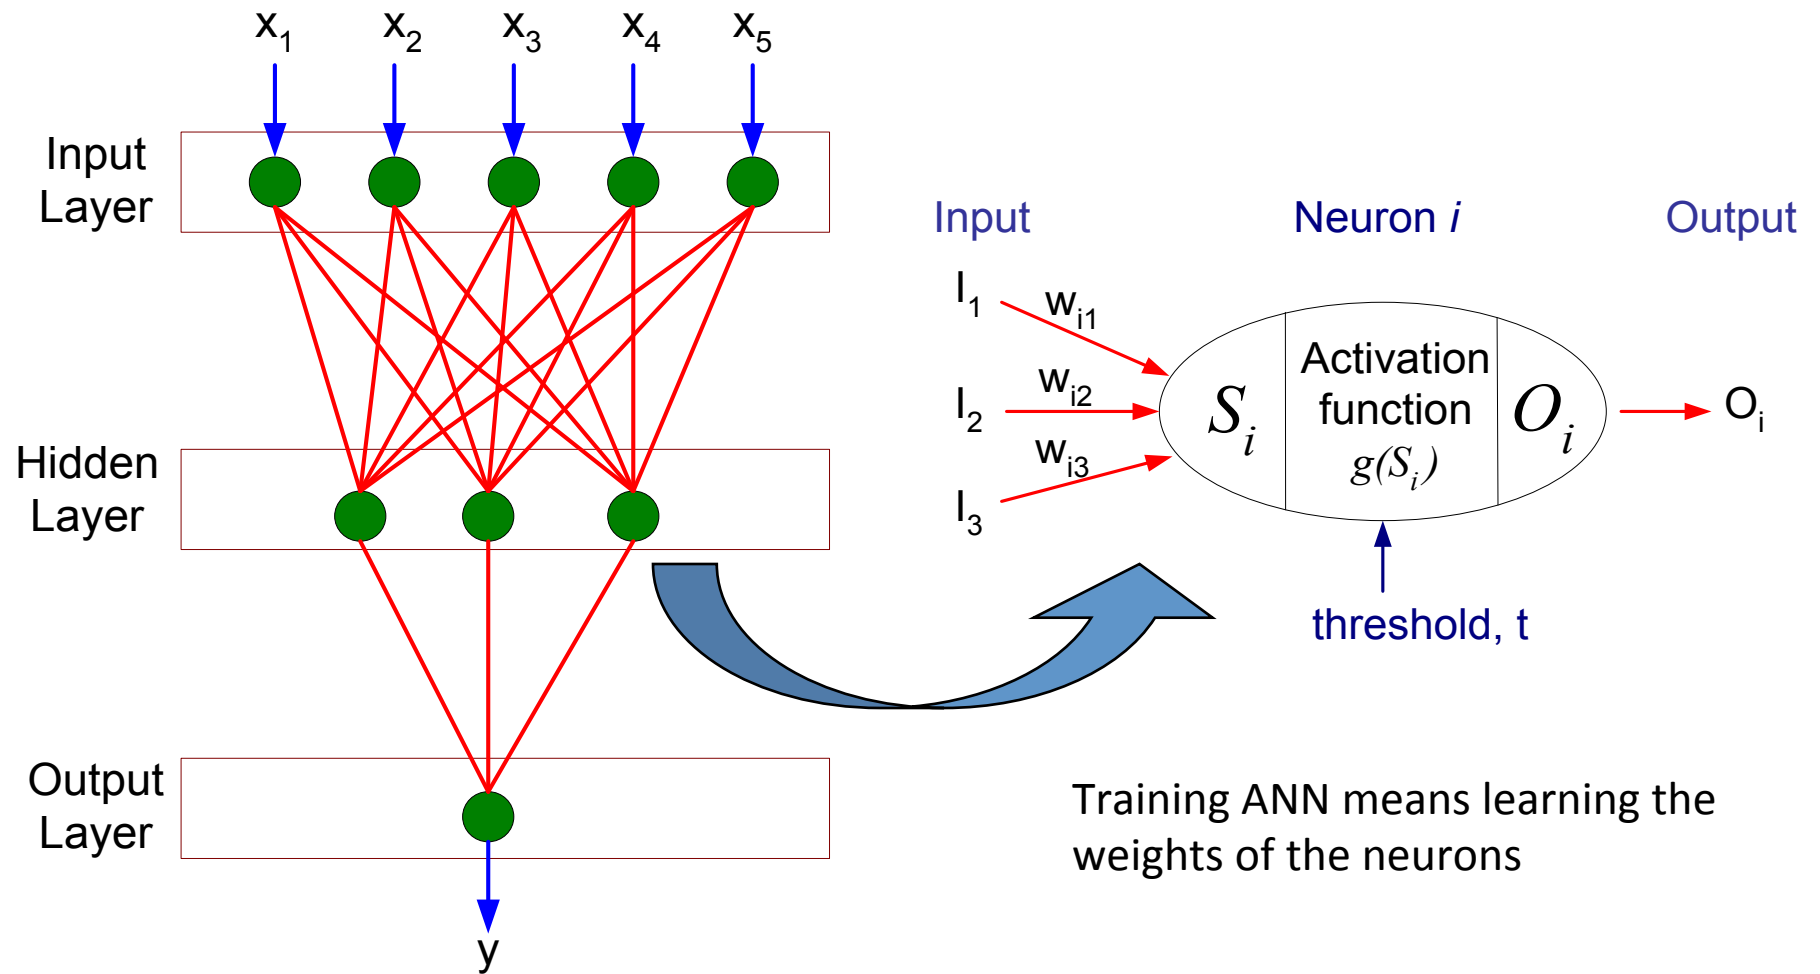 x1 x2 x3 x4 x5
Input
Layer
Hidden
Layer
Output
Layer
y
Input Neuron i Output
I1
wi1
I2
wi2
I3
wi3
Si
Activation
function
g(Si)
Oi
Oi
threshold, t
Training ANN means learning the
weights of the neurons